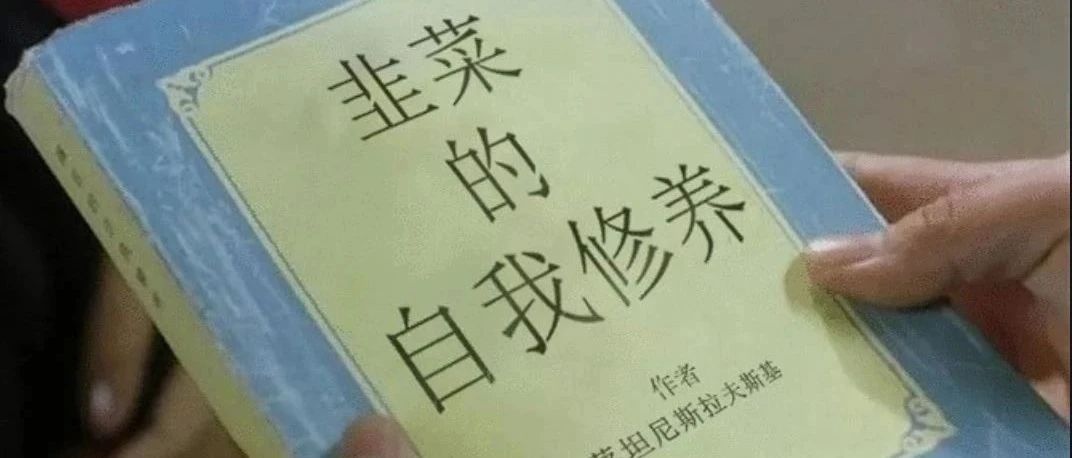 韭菜
的
自我修养
作者
坦尼斯拉夫斯基